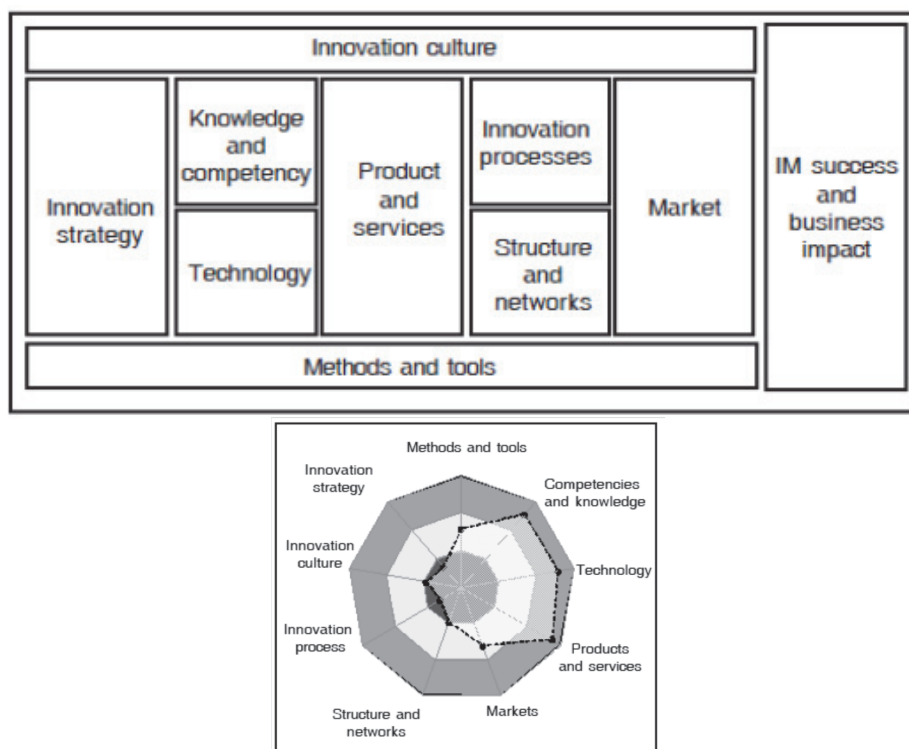 Innovation culture
Innovation
strategy
Knowledge
and
competency
Technology
Product
and
services
Innovation
processes
Structure
and
networks
Market
Methods and tools
IM success
and
business
impact
Methods and tools
Innovation
strategy
Competencies
and knowledge
Innovation
culture
Technology
Innovation
process
Products
and services
Structure and
networks
Markets